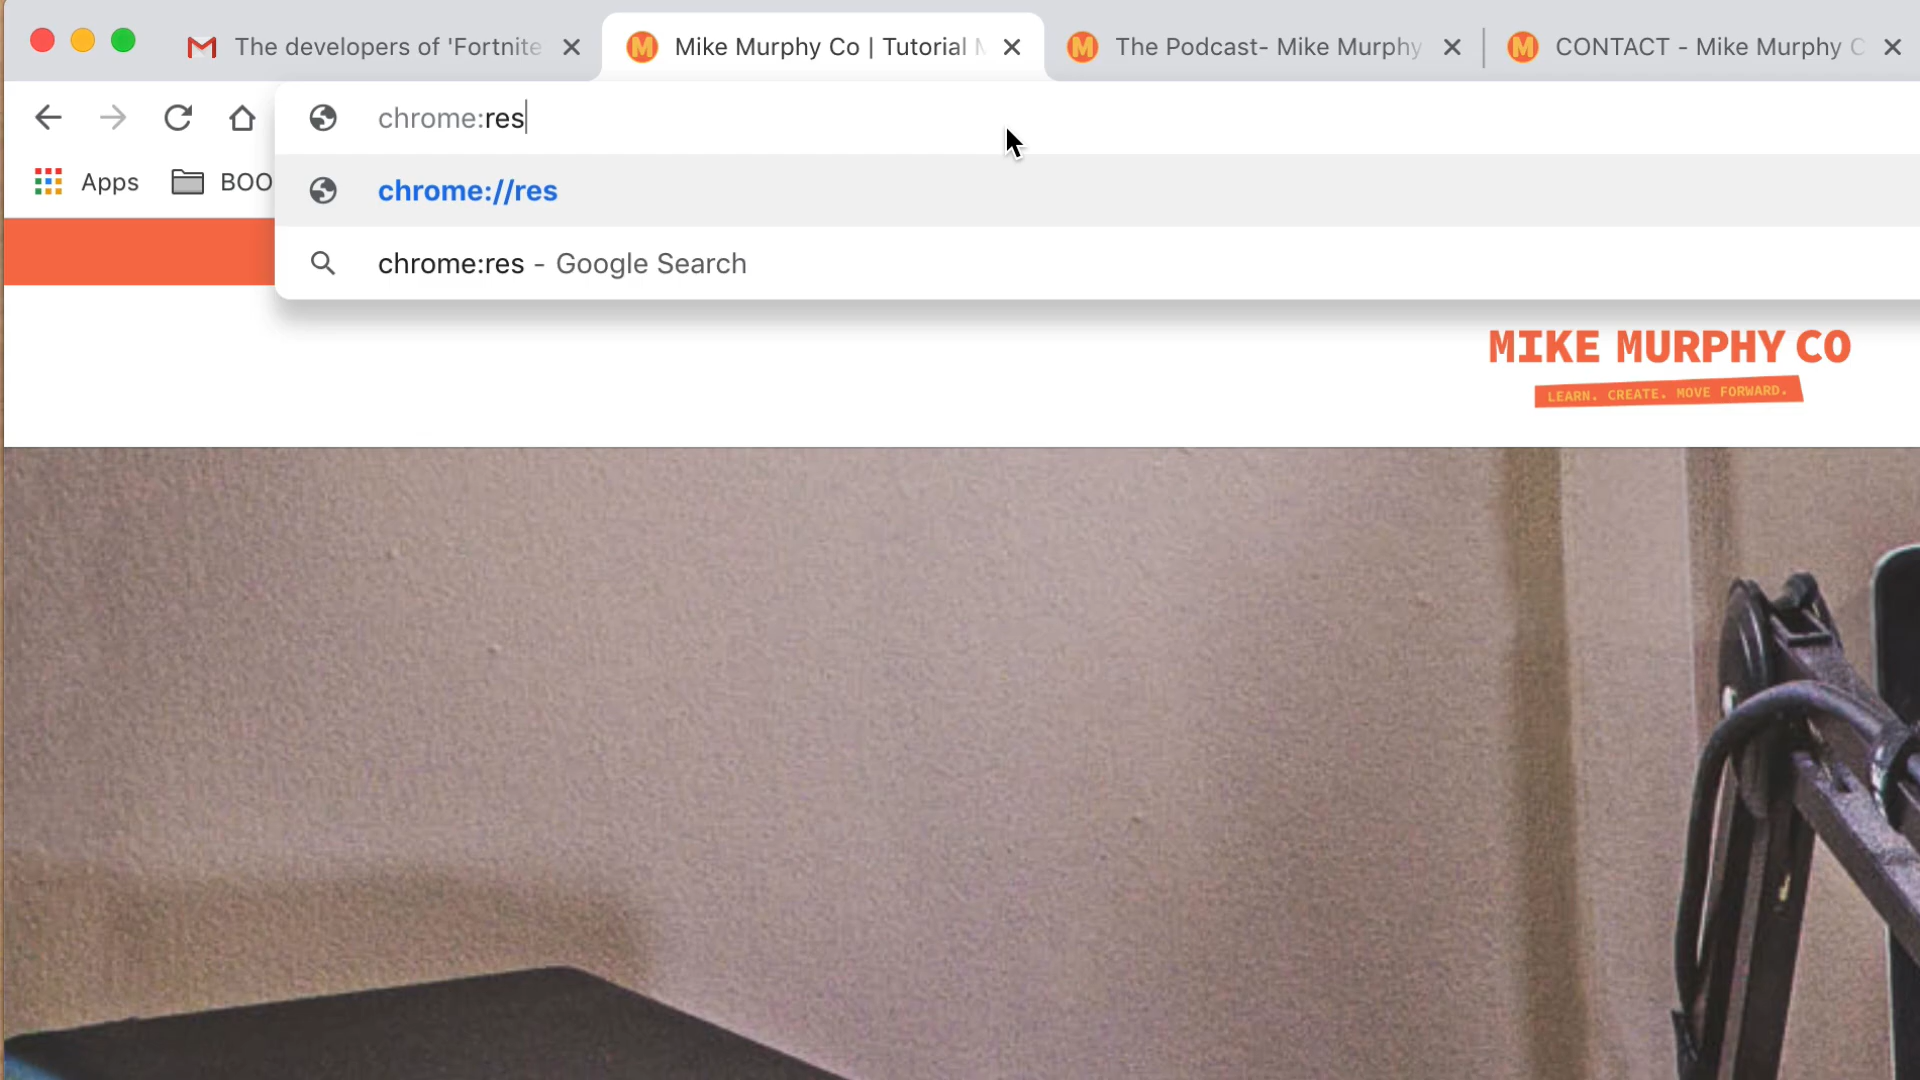 The developers of 'Fortnite
Mike Murphy Co | Tutorial
The Podcast- Mike Murphy
CONTACT - Mike Murphy C
chrome:res
Apps
BOO
chrome://res
chrome:res - Google Search
MIKE MURPHY CO
LEARN. CREATE. MOVE FORWARD.